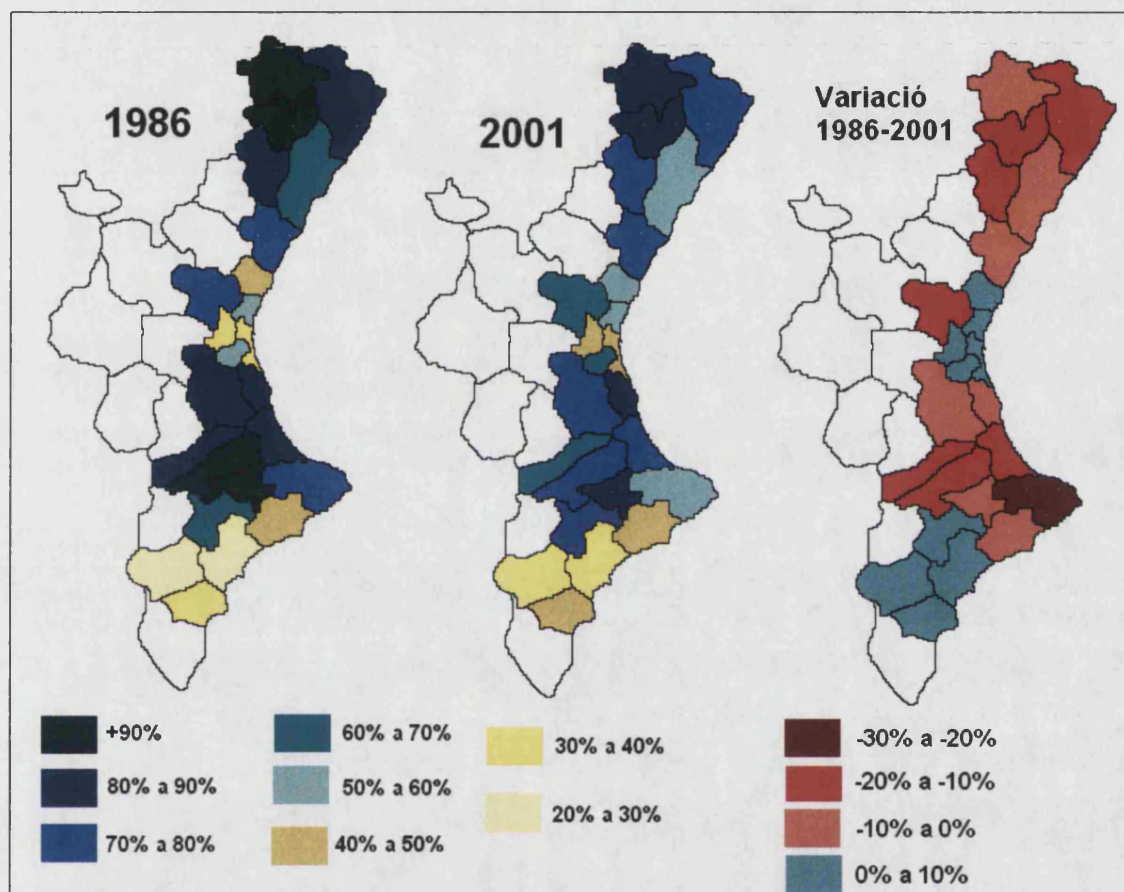 1986
2001
Variació
1986-2001
+90%
80% a 90%
70% a 80%
60% a 70%
50% a 60%
40% a 50%
30% a 40%
20% a 30%
-30% a -20%
-20% a -10%
-10% a 0%
0% a 10%